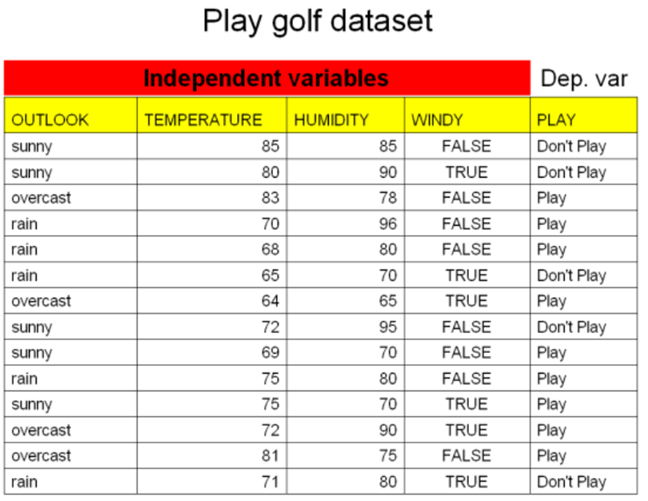 Play golf dataset
Independent variables Dep. var
OUTLOOK TEMPERATURE HUMIDITY WINDY PLAY
sunny 85 85 FALSE Don't Play
sunny 80 90 TRUE Don't Play
overcast 83 78 FALSE Play
rain 70 96 FALSE Play
rain 68 80 FALSE Play
rain 65 70 TRUE Don't Play
overcast 64 65 TRUE Play
sunny 72 95 FALSE Don't Play
sunny 69 70 FALSE Play
rain 75 80 FALSE Play
sunny 75 70 TRUE Play
overcast 72 90 TRUE Play
overcast 81 75 FALSE Play
rain 71 80 TRUE Don't Play